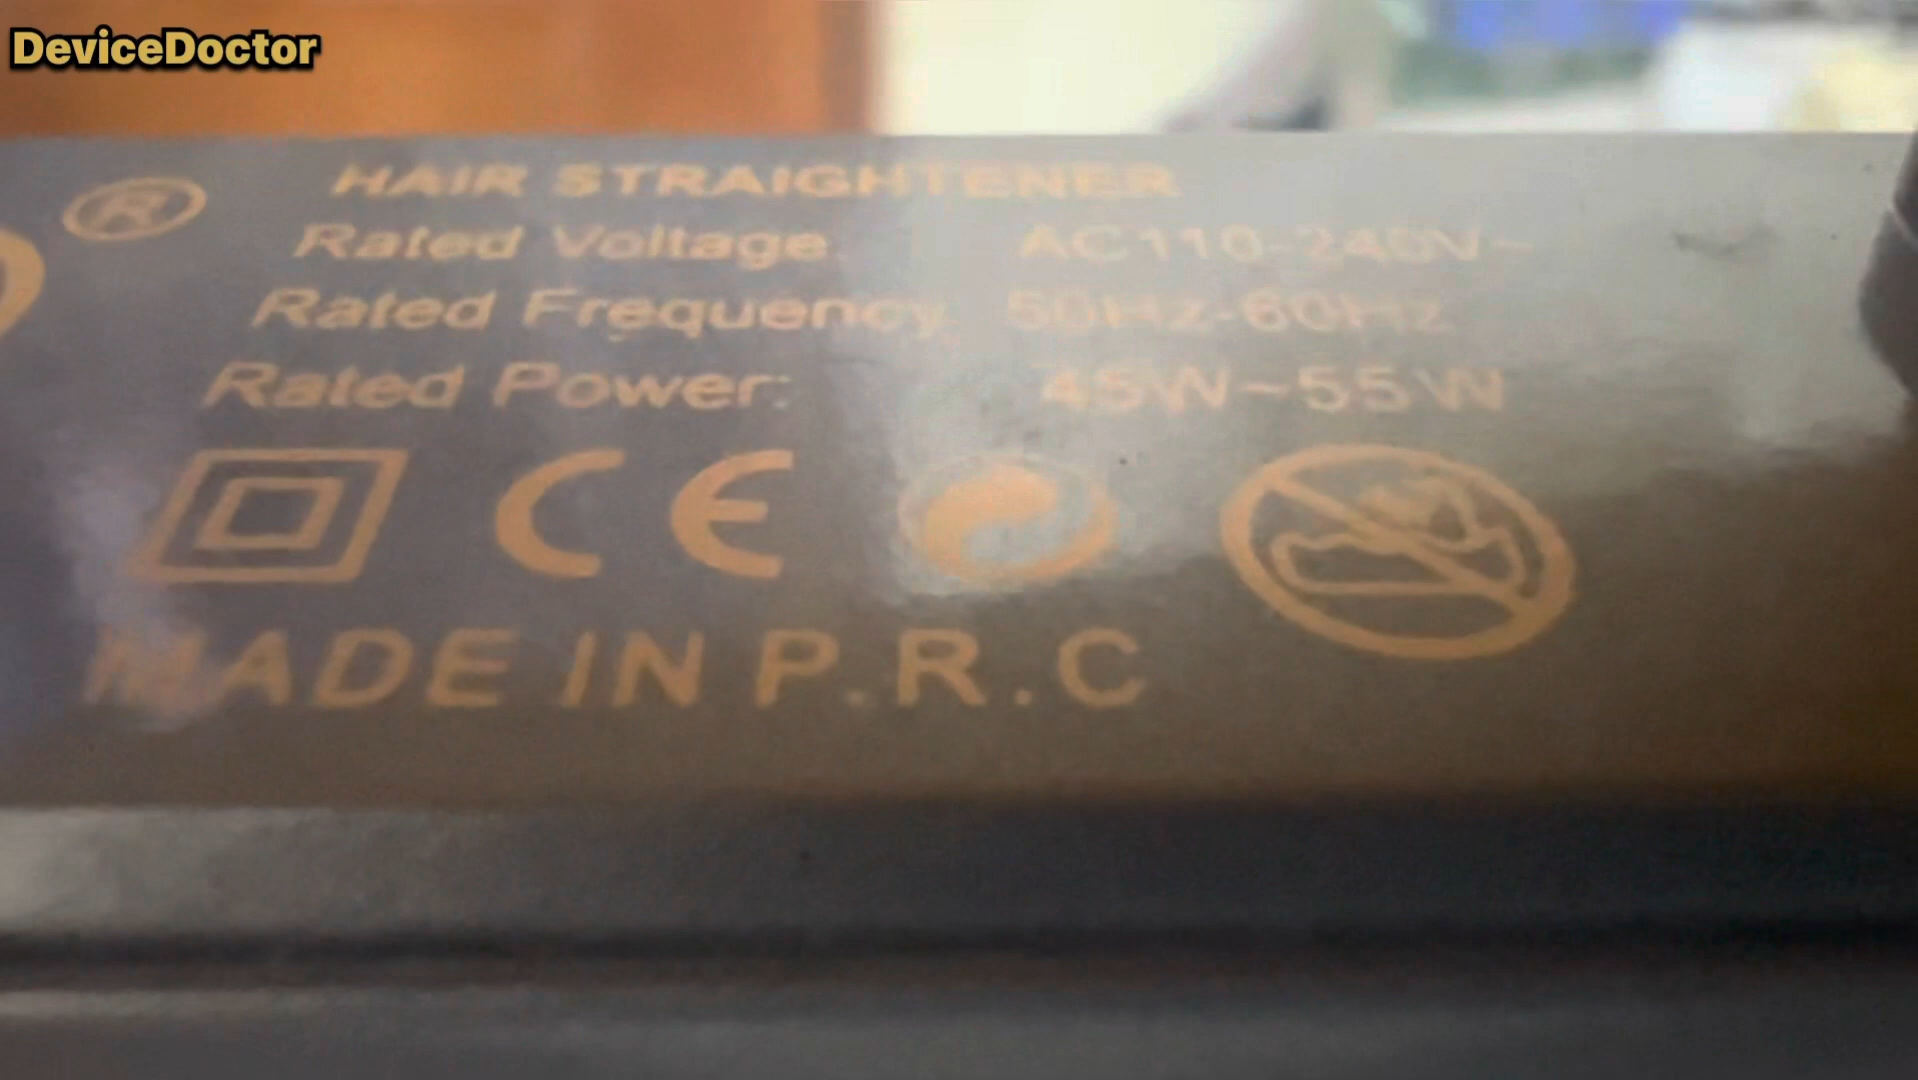 DeviceDoctor
®
HAIR STRAIGHTENER
Rated Voltage: AC110-240V~
Rated Frequency: 50Hz-60Hz
Rated Power: 45W~55W
CE
MADE IN P.R.C